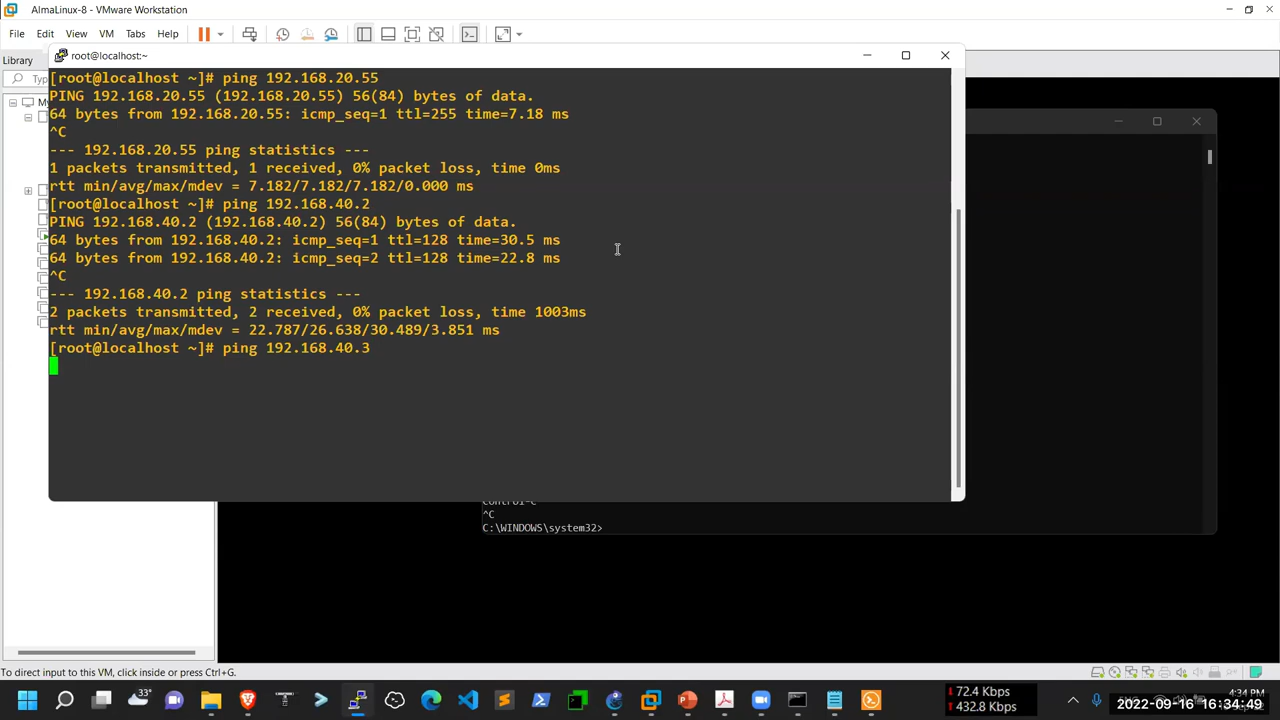 AlmaLinux-8 - VMware Workstation
File Edit View VM Tabs Help
Library
root@localhost:~
Typ
My
[root@localhost ~]# ping 192.168.20.55
PING 192.168.20.55 (192.168.20.55) 56(84) bytes of data.
64 bytes from 192.168.20.55: icmp_seq=1 ttl=255 time=7.18 ms
^C
--- 192.168.20.55 ping statistics ---
1 packets transmitted, 1 received, 0% packet loss, time 0ms
rtt min/avg/max/mdev = 7.182/7.182/7.182/0.000 ms
[root@localhost ~]# ping 192.168.40.2
PING 192.168.40.2 (192.168.40.2) 56(84) bytes of data.
64 bytes from 192.168.40.2: icmp_seq=1 ttl=128 time=30.5 ms
64 bytes from 192.168.40.2: icmp_seq=2 ttl=128 time=22.8 ms
^C
--- 192.168.40.2 ping statistics ---
2 packets transmitted, 2 received, 0% packet loss, time 1003ms
rtt min/avg/max/mdev = 22.787/26.638/30.489/3.851 ms
[root@localhost ~]# ping 192.168.40.3
Control-C
^C
C:\WINDOWS\system32>
To direct input to this VM, click inside or press Ctrl+G.
33°
72.4 Kbps
432.8 Kbps
4:34 PM
2022-09-16 16:34:49